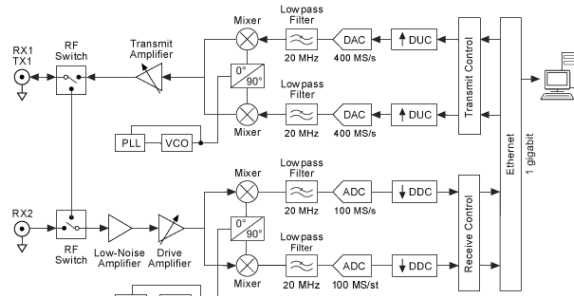 RX1
TX1
RF
Switch
Transmit
Amplifier
Mixer
Lowpass
Filter
20 MHz
DAC
400 MS/s
DUC
0°
90°
Lowpass
Filter
20 MHz
DAC
400 MS/s
DUC
Mixer
PLL
VCO
Transmit Control
Ethernet
1 gigabit
RX2
RF
Switch
Low-Noise
Amplifier
Drive
Amplifier
Mixer
Lowpass
Filter
20 MHz
ADC
100 MS/s
DDC
0°
90°
Lowpass
Filter
20 MHz
ADC
100 MS/st
DDC
Mixer
Receive Control